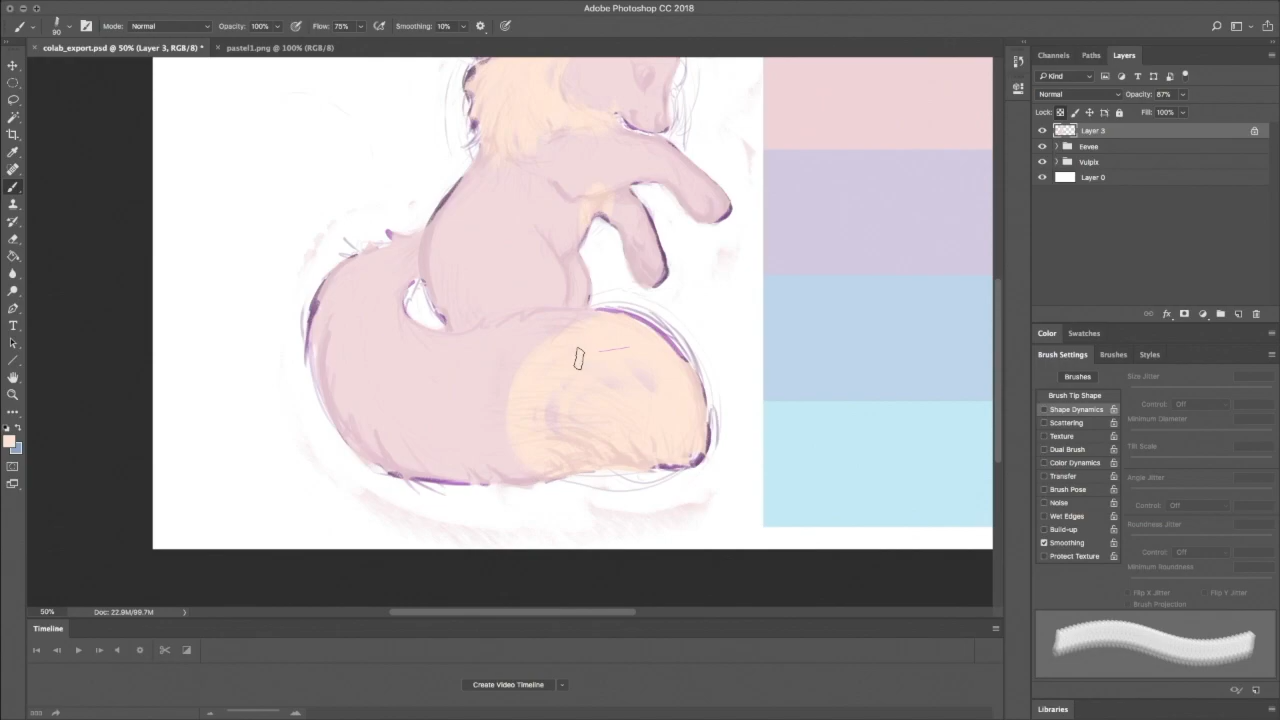 Adobe Photoshop CC 2018
90 Mode: Normal Opacity: 100% Flow: 75% Smoothing: 10%
colab_export.psd @ 50% (Layer 3, RGB/8) * × pastel1.png @ 100% (RGB/8)
Channels Paths Layers
Kind
Normal Opacity: 67%
Lock: Fill: 100%
Layer 3
Eevee
Vulpix
Layer 0
Color Swatches
Brush Settings Brushes Styles
Brushes Size Jitter
Brush Tip Shape
Shape Dynamics Control: Off
Scattering Minimum Diameter
Texture
Dual Brush Tilt Scale
Color Dynamics
Transfer Angle Jitter
Brush Pose
Noise Control: Off
Wet Edges
Build-up Roundness Jitter
Smoothing
Protect Texture Control: Off
Minimum Roundness
Flip X Jitter Flip Y Jitter
Brush Projection
50% Doc: 22.9M/99.7M
Timeline
Create Video Timeline
Libraries